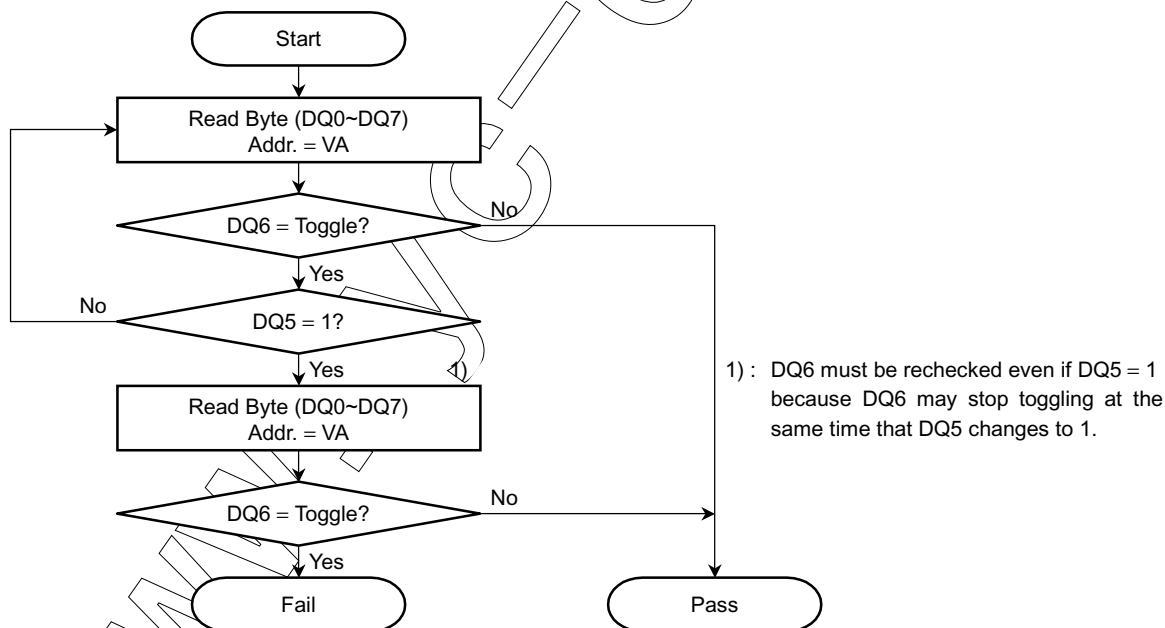 Start
Read Byte (DQ0~DQ7)
Addr. = VA
DQ6 = Toggle?
No
Yes
No
DQ5 = 1?
Yes
1)
Read Byte (DQ0~DQ7)
Addr. = VA
DQ6 = Toggle?
No
Yes
Fail
Pass
1) : DQ6 must be rechecked even if DQ5 = 1
because DQ6 may stop toggling at the
same time that DQ5 changes to 1.